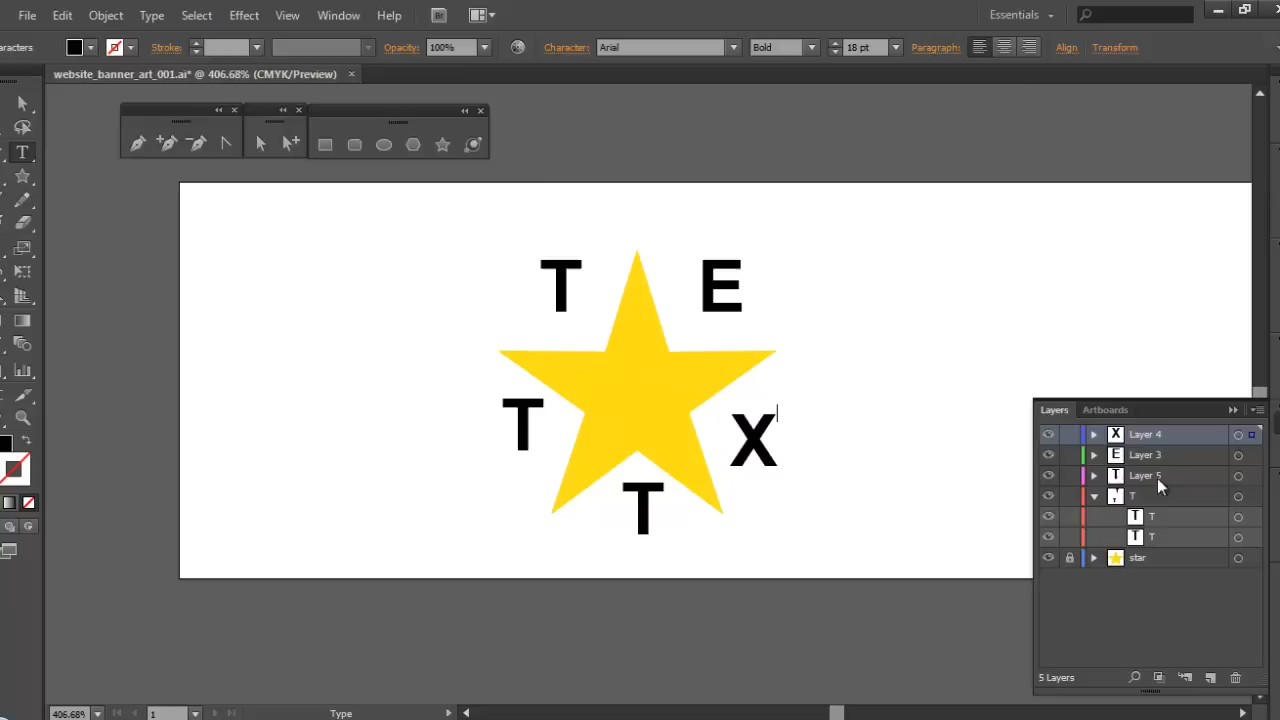 File Edit Object Type Select Effect View Window Help Br Essentials
aracters Stroke: Opacity: 100% Character: Arial Bold 18 pt Paragraph: Align Transform
website_banner_art_001.ai* @ 406.68% (CMYK/Preview)
T E
T X
T
Layers Artboards
X Layer 4
E Layer 3
T Layer 5
T
T T
T T
star
5 Layers
406.68% 1 Type